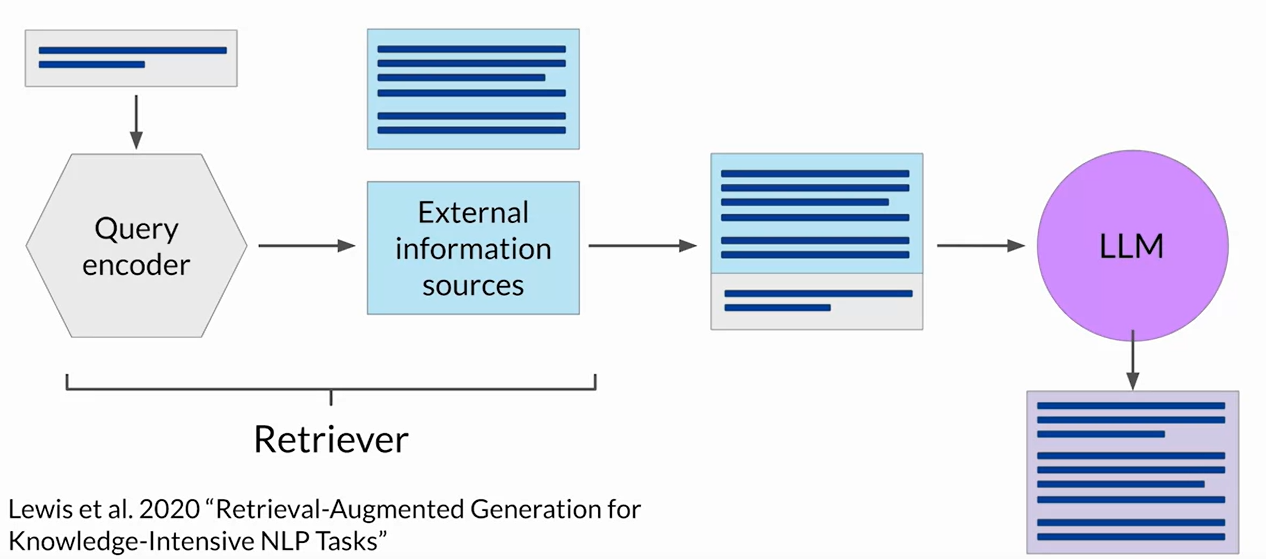 Query
encoder
External
information
sources
LLM
Retriever
Lewis et al. 2020 “Retrieval-Augmented Generation for
Knowledge-Intensive NLP Tasks”